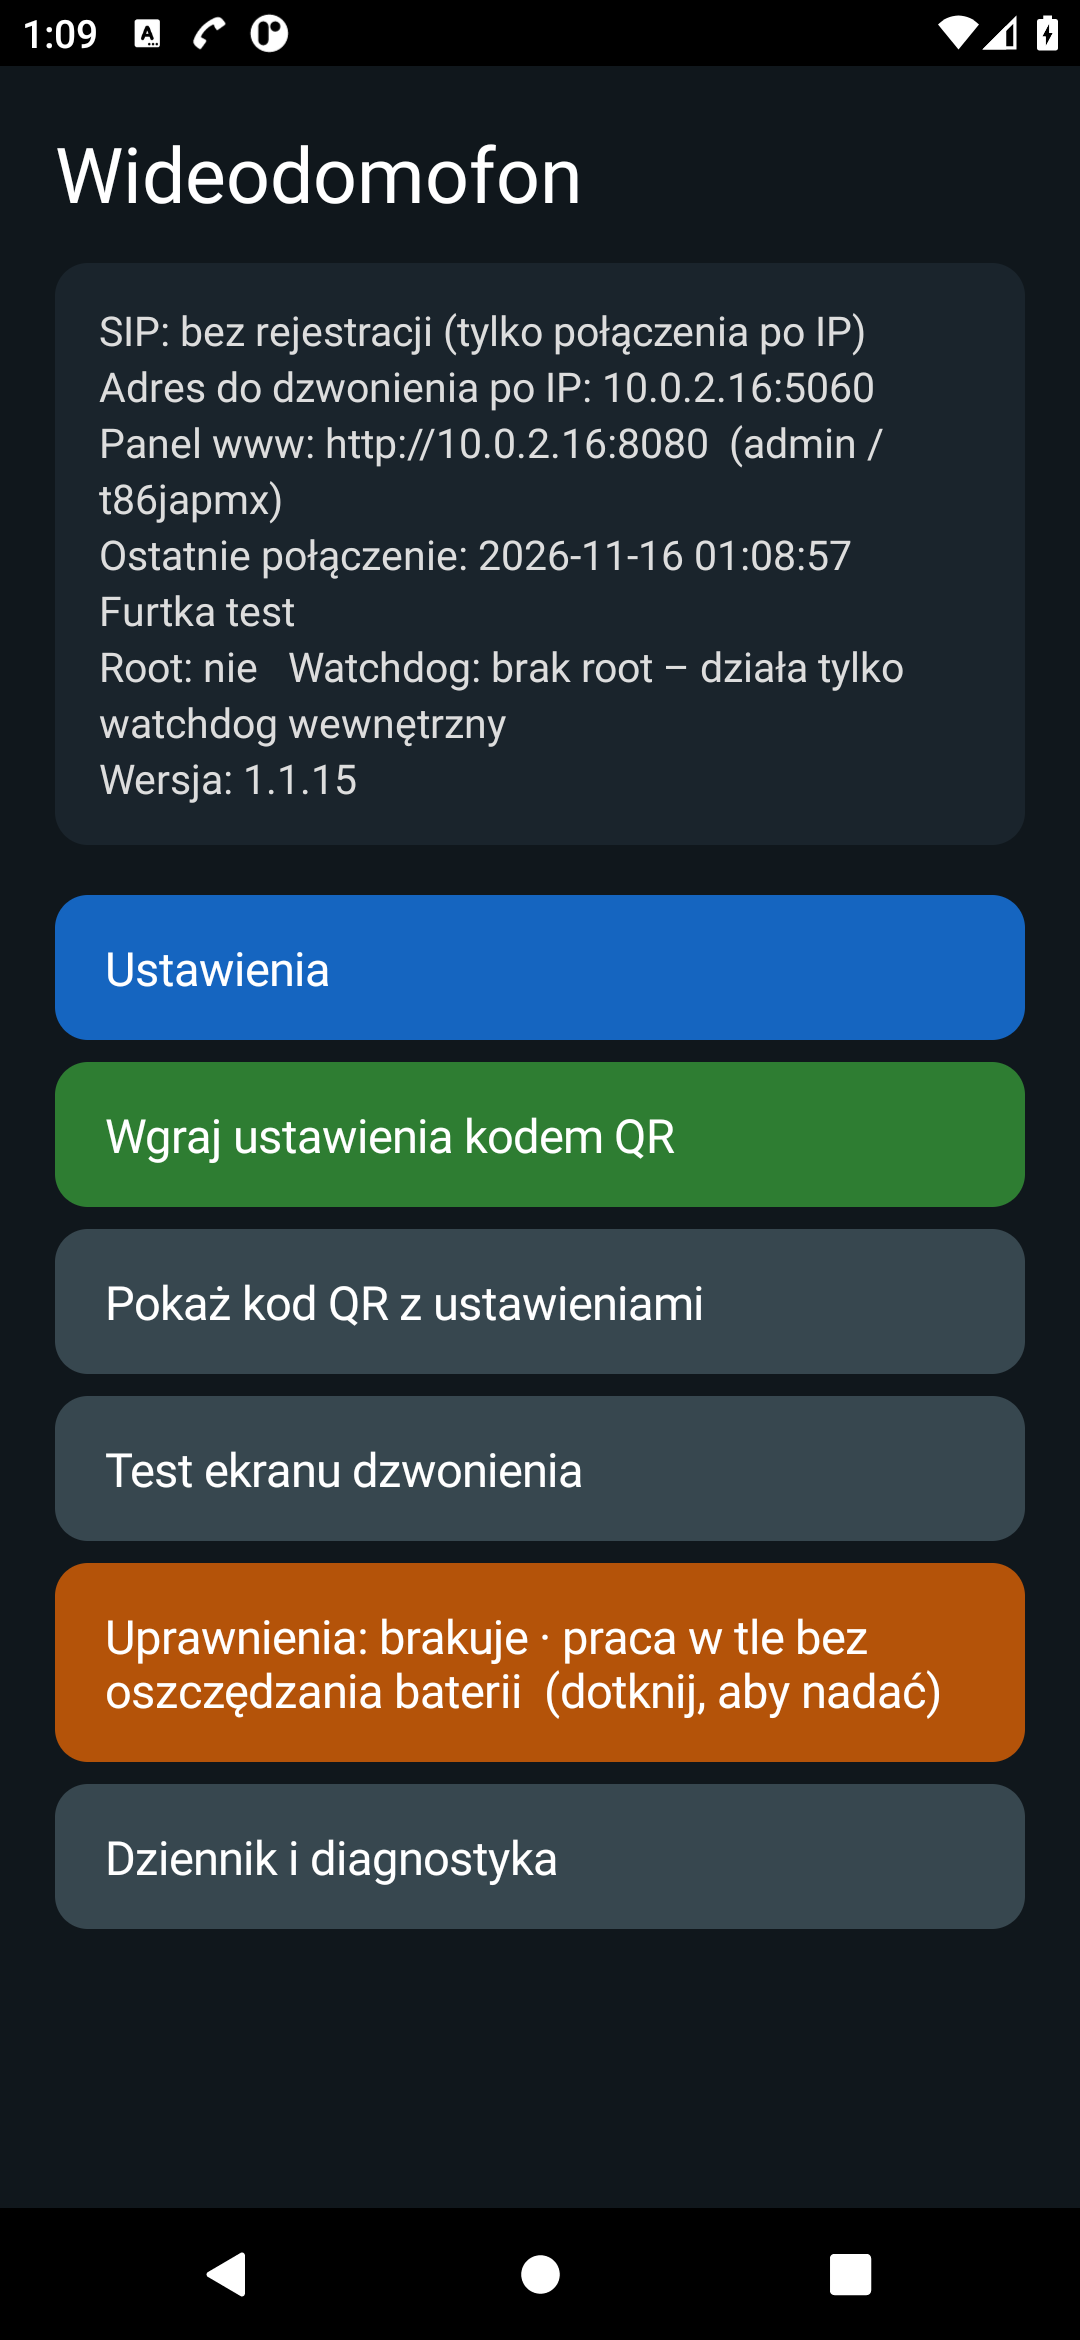 1:09
Wideodomofon
SIP: bez rejestracji (tylko połączenia po IP)
Adres do dzwonienia po IP: 10.0.2.16:5060
Panel www: http://10.0.2.16:8080  (admin /
t86japmx)
Ostatnie połączenie: 2026-11-16 01:08:57
Furtka test
Root: nie   Watchdog: brak root – działa tylko
watchdog wewnętrzny
Wersja: 1.1.15
Ustawienia
Wgraj ustawienia kodem QR
Pokaż kod QR z ustawieniami
Test ekranu dzwonienia
Uprawnienia: brakuje · praca w tle bez
oszczędzania baterii  (dotknij, aby nadać)
Dziennik i diagnostyka